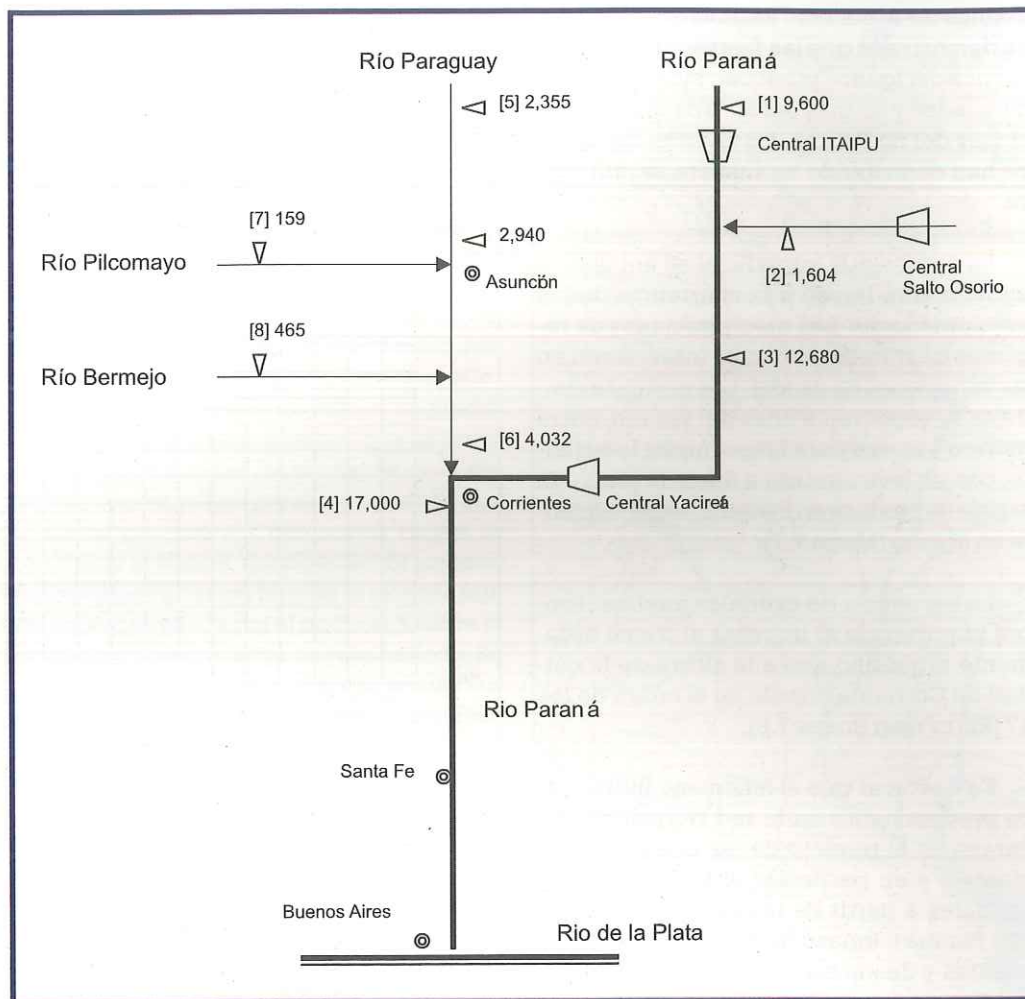 Río Paraguay
Río Paraná
[5] 2,355
[1] 9,600
Central ITAIPU
[7] 159
2,940
Río Pilcomayo
Asunción
[2] 1,604
Central
Salto Osorio
[8] 465
[3] 12,680
Río Bermejo
[6] 4,032
[4] 17,000
Corrientes
Central Yacireá
Rio Paraná
Santa Fe
Buenos Aires
Rio de la Plata